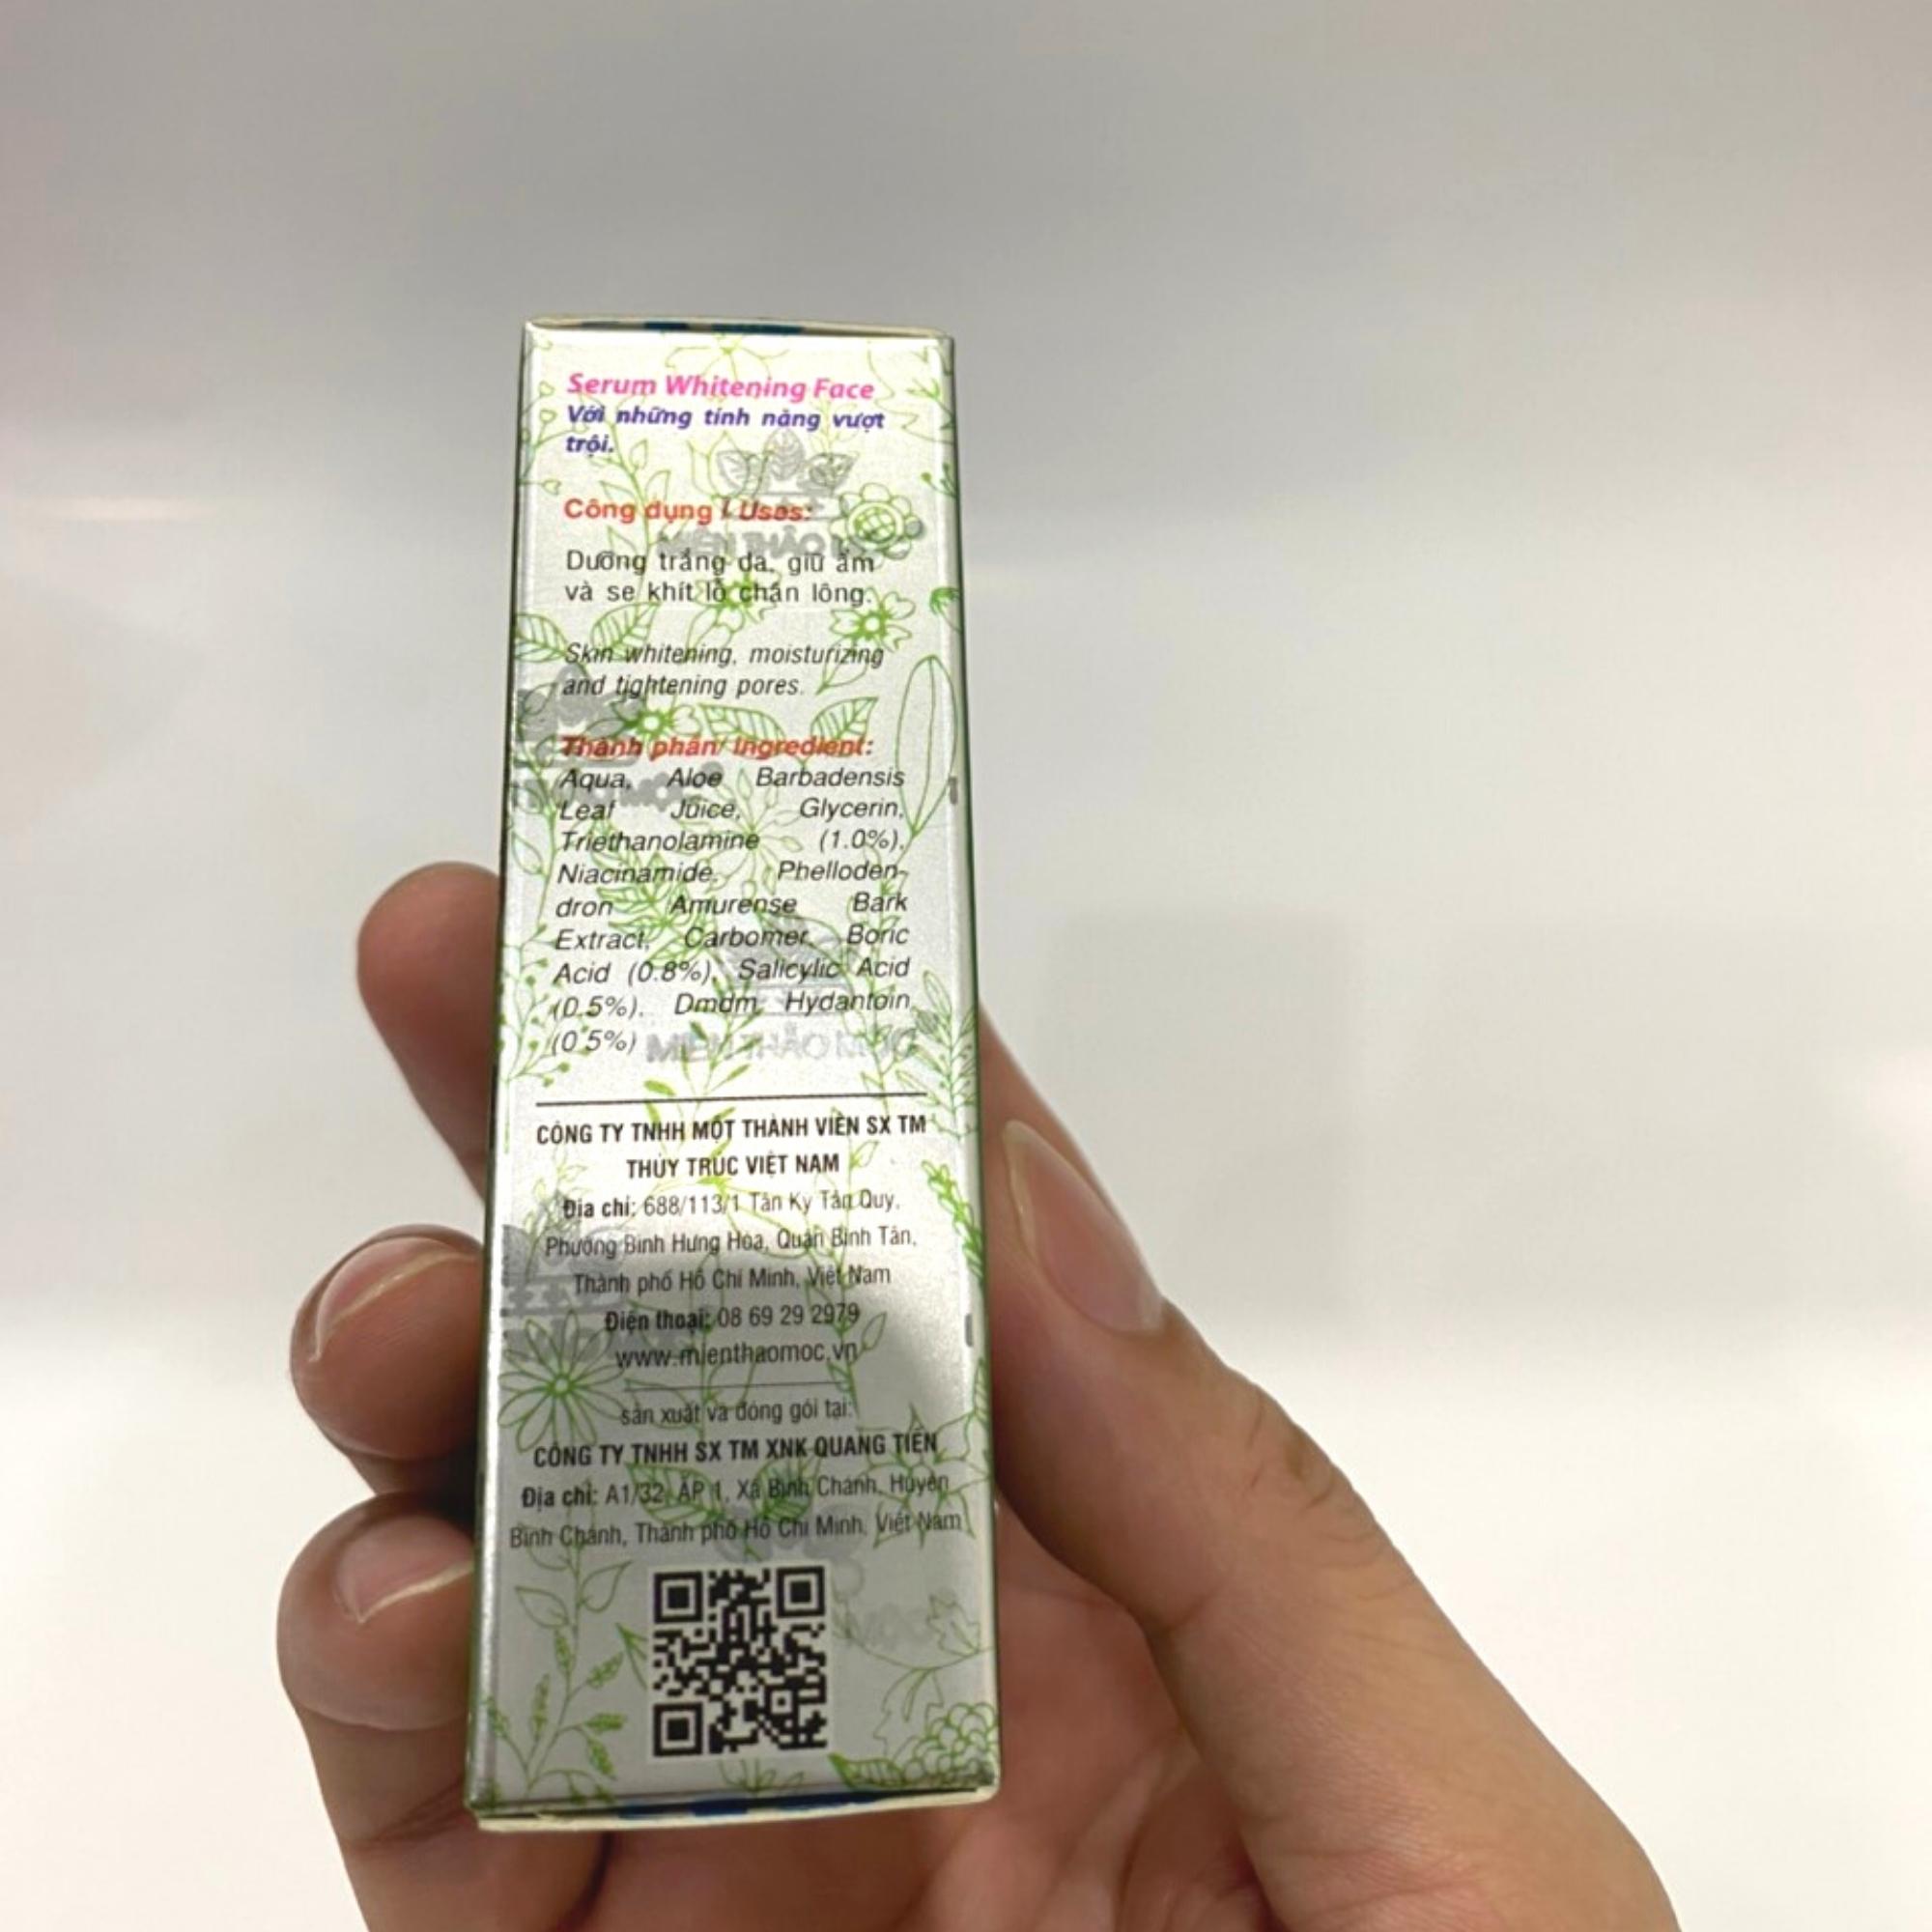 Serum Whitening Face
Với những tính năng vượt
trội.
Công dụng / Uses:
Dưỡng trắng da, giữ ẩm
và se khít lỗ chân lông.
Skin whitening, moisturizing
and tightening pores.
Thành phần/ Ingredient:
Aqua, Aloe Barbadensis
Leaf Juice, Glycerin,
Triethanolamine (1.0%),
Niacinamide, Phelloden-
dron Amurense Bark
Extract, Carbomer, Boric
Acid (0.8%), Salicylic Acid
(0.5%), Dmdm Hydantoin
(0.5%)
MIỀN THẢO MỘC
CÔNG TY TNHH MỘT THÀNH VIÊN SX TM
THỦY TRÚC VIỆT NAM
Địa chỉ: 688/113/1 Tân Kỳ Tân Quý,
Phường Bình Hưng Hòa, Quận Bình Tân,
Thành phố Hồ Chí Minh, Việt Nam
Điện thoại: 08 69 29 2979
www.mienthaomoc.vn
sản xuất và đóng gói tại:
CÔNG TY TNHH SX TM XNK QUANG TIẾN
Địa chỉ: A1/32, ẤP 1, Xã Bình Chánh, Huyện
Bình Chánh, Thành phố Hồ Chí Minh, Việt Nam